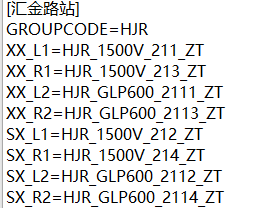 [汇金路站]
GROUPCODE=HJR
XX_L1=HJR_1500V_211_ZT
XX_R1=HJR_1500V_213_ZT
XX_L2=HJR_GLP600_2111_ZT
XX_R2=HJR_GLP600_2113_ZT
SX_L1=HJR_1500V_212_ZT
SX_R1=HJR_1500V_214_ZT
SX_L2=HJR_GLP600_2112_ZT
SX_R2=HJR_GLP600_2114_ZT